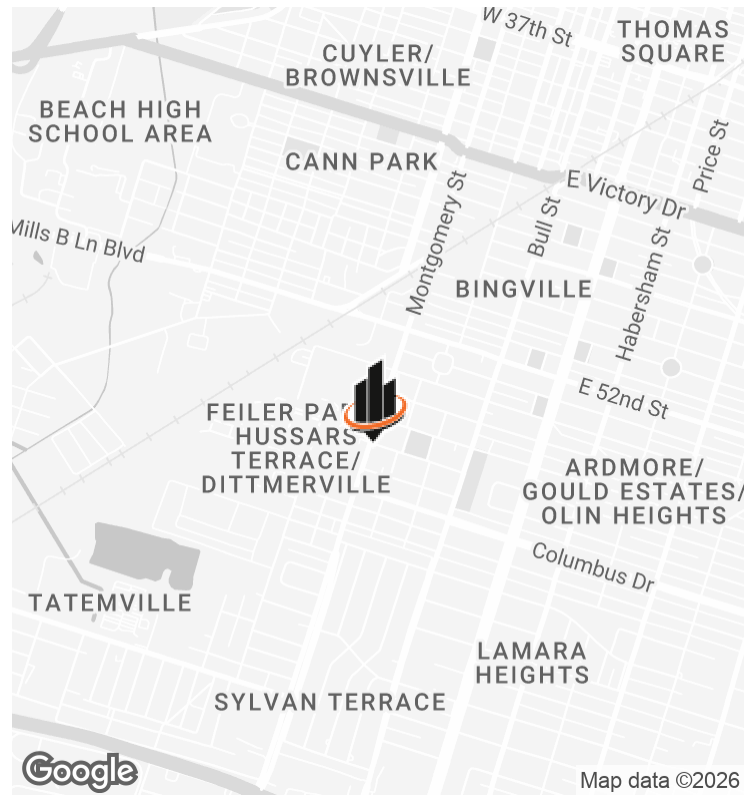 W 37th St
THOMAS
SQUARE
CUYLER/
BROWNSVILLE
BEACH HIGH
SCHOOL AREA
CANN PARK
Price St
E Victory Dr
Montgomery St
Bull St
Habersham St
Mills B Ln Blvd
BINGVILLE
E 52nd St
FEILER PA
HUSSARS
TERRACE/
DITTMERVILLE
ARDMORE/
GOULD ESTATES/
OLIN HEIGHTS
Columbus Dr
TATEMVILLE
LAMARA
HEIGHTS
SYLVAN TERRACE
Google
Map data ©2026